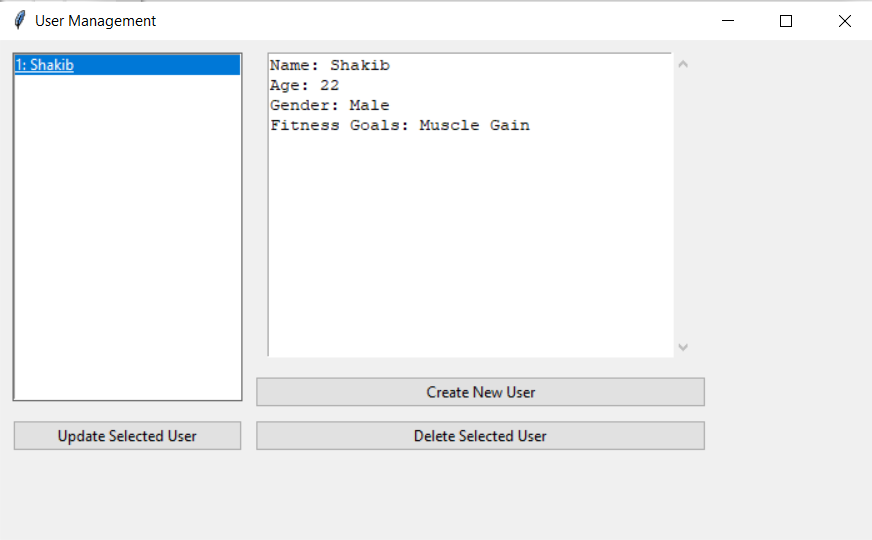 User Management
1: Shakib
Name: Shakib
Age: 22
Gender: Male
Fitness Goals: Muscle Gain
Create New User
Update Selected User
Delete Selected User